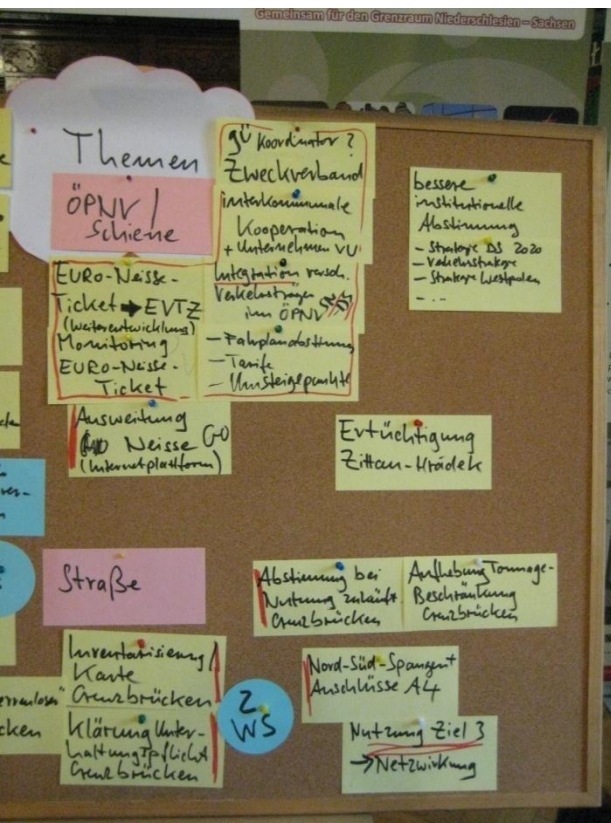 Gemeinsam für den Grenzraum Niederschlesien – Sachsen
Themen
ÖPNV /
Schiene
gü Koordinator ?
Zweckverband
interkommunale
Kooperation
+ Unternehmen VU
Integration versch.
Verkehrsträger
im ÖPNV
– Fahrplanabstimmung
– Tarife
– Umsteigepunkte
EURO-Neisse-
Ticket → EVTZ
(Weiterentwicklung)
Monitoring
EURO-Neisse-
Ticket
Ausweitung
Neisse GO
(Internetplattform)
bessere
institutionelle
Abstimmung
– Strategie DS 2020
– Verkehrsstrategie
– Strategie Westpolen
– ...
Ertüchtigung
Zittau-Hrádek
Straße
Abstimmung bei
Nutzung zukünft.
Grenzbrücken
Aufhebung Tonnage-
Beschränkung
Grenzbrücken
Inventarisierung /
Karte
Grenzbrücken
Klärung Unter-
haltungspflicht
Grenzbrücken
2
WS
Nord-Süd-Spangen +
Anschlüsse A4
Nutzung Ziel 3
→ Netzwirkung